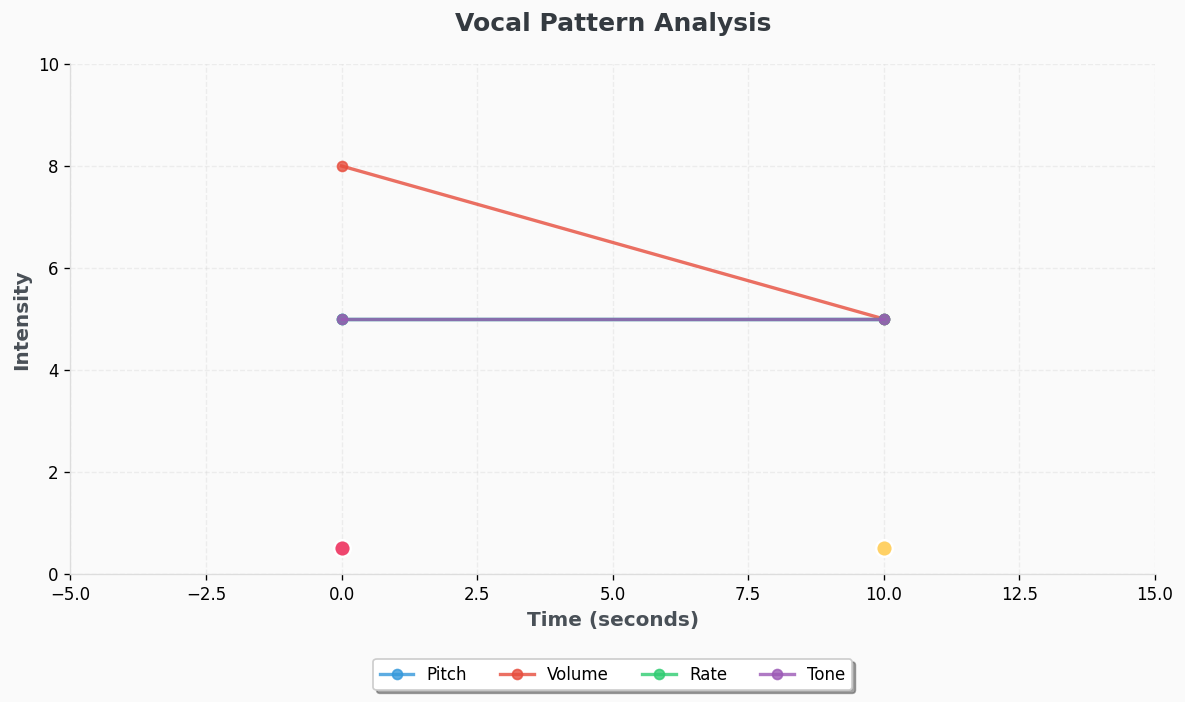 Vocal Pattern Analysis
10
8
6
4
2
0
Intensity
−5.0 −2.5 0.0 2.5 5.0 7.5 10.0 12.5 15.0
Time (seconds)
Pitch Volume Rate Tone